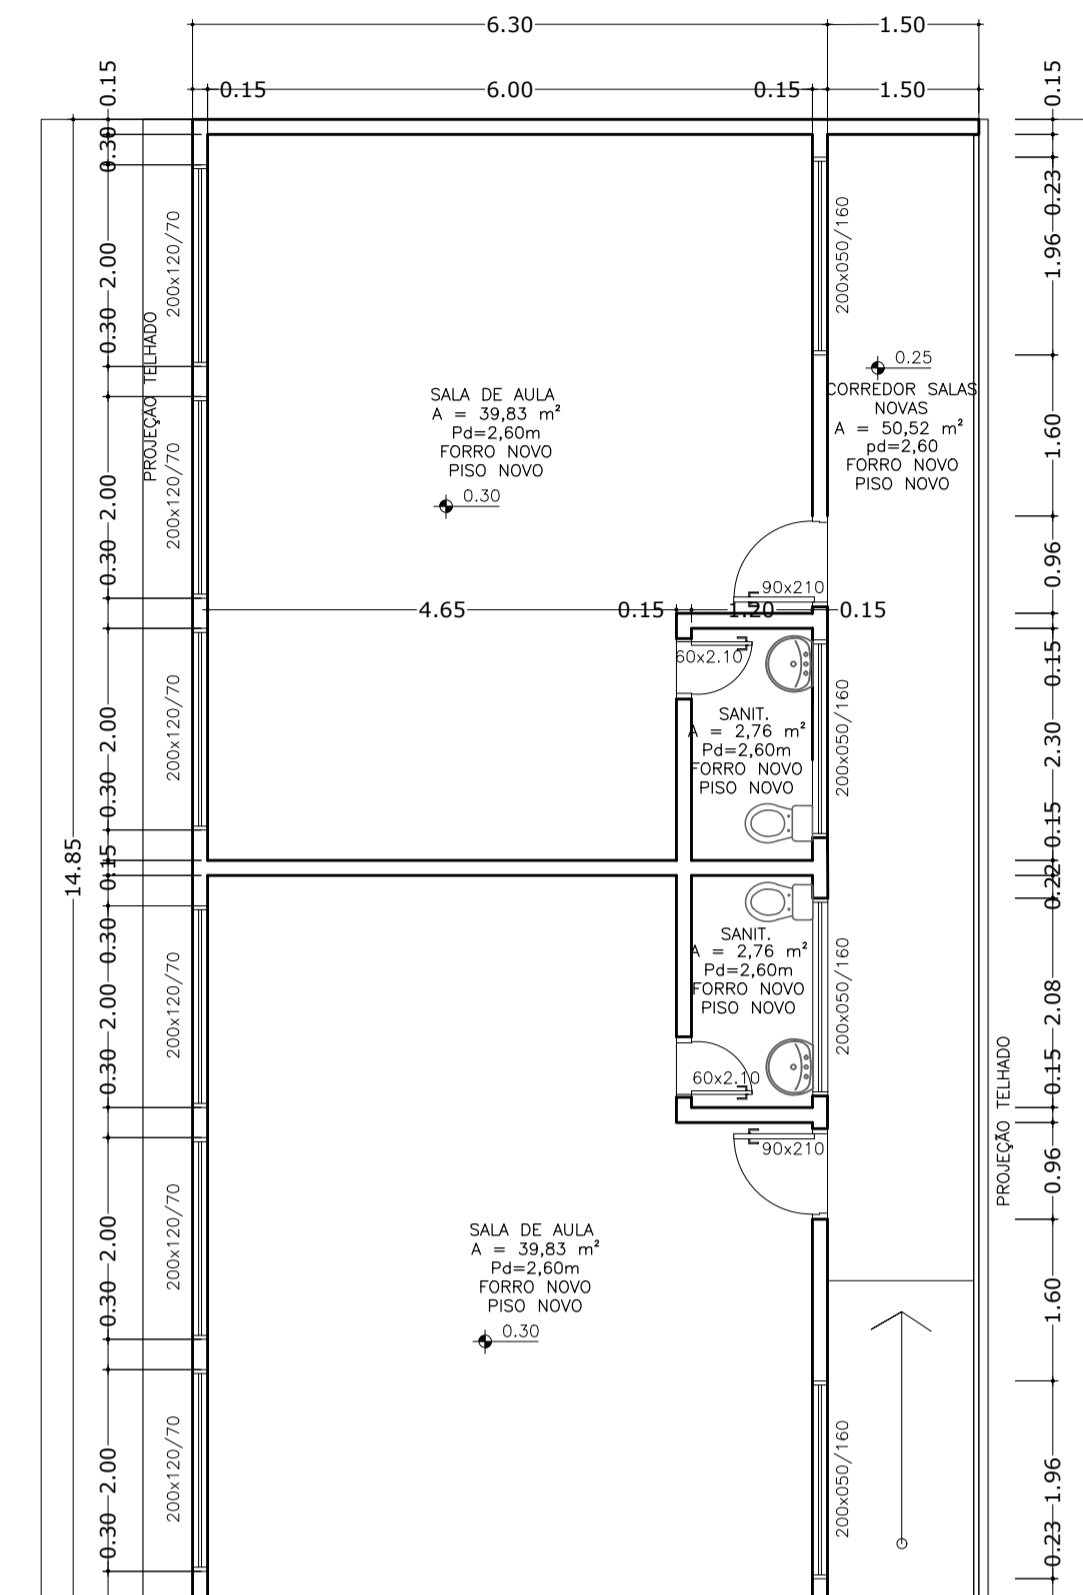 6.30
1.50
0.15
6.00
0.15
1.50
0.15
0.30
2.00
0.30
2.00
0.30
2.00
0.30
0.15
0.30
2.00
0.30
2.00
0.30
2.00
0.30
14.85
PROJEÇÃO TELHADO
200x120/70
200x120/70
200x120/70
200x120/70
200x120/70
200x120/70
SALA DE AULA
A = 39,83 m²
Pd=2,60m
FORRO NOVO
PISO NOVO
0.30
200x050/160
0.25
CORREDOR SALAS
NOVAS
A = 50,52 m²
pd=2,60
FORRO NOVO
PISO NOVO
90x210
4.65
0.15
1.20
0.15
60x2.10
SANIT.
A = 2,76 m²
Pd=2,60m
FORRO NOVO
PISO NOVO
200x050/160
SANIT.
A = 2,76 m²
Pd=2,60m
FORRO NOVO
PISO NOVO
200x050/160
60x2.10
90x210
SALA DE AULA
A = 39,83 m²
Pd=2,60m
FORRO NOVO
PISO NOVO
0.30
200x050/160
PROJEÇÃO TELHADO
0.15
0.23
1.96
1.60
0.96
0.15
2.30
0.15
0.22
2.08
0.15
0.96
1.60
1.96
0.23